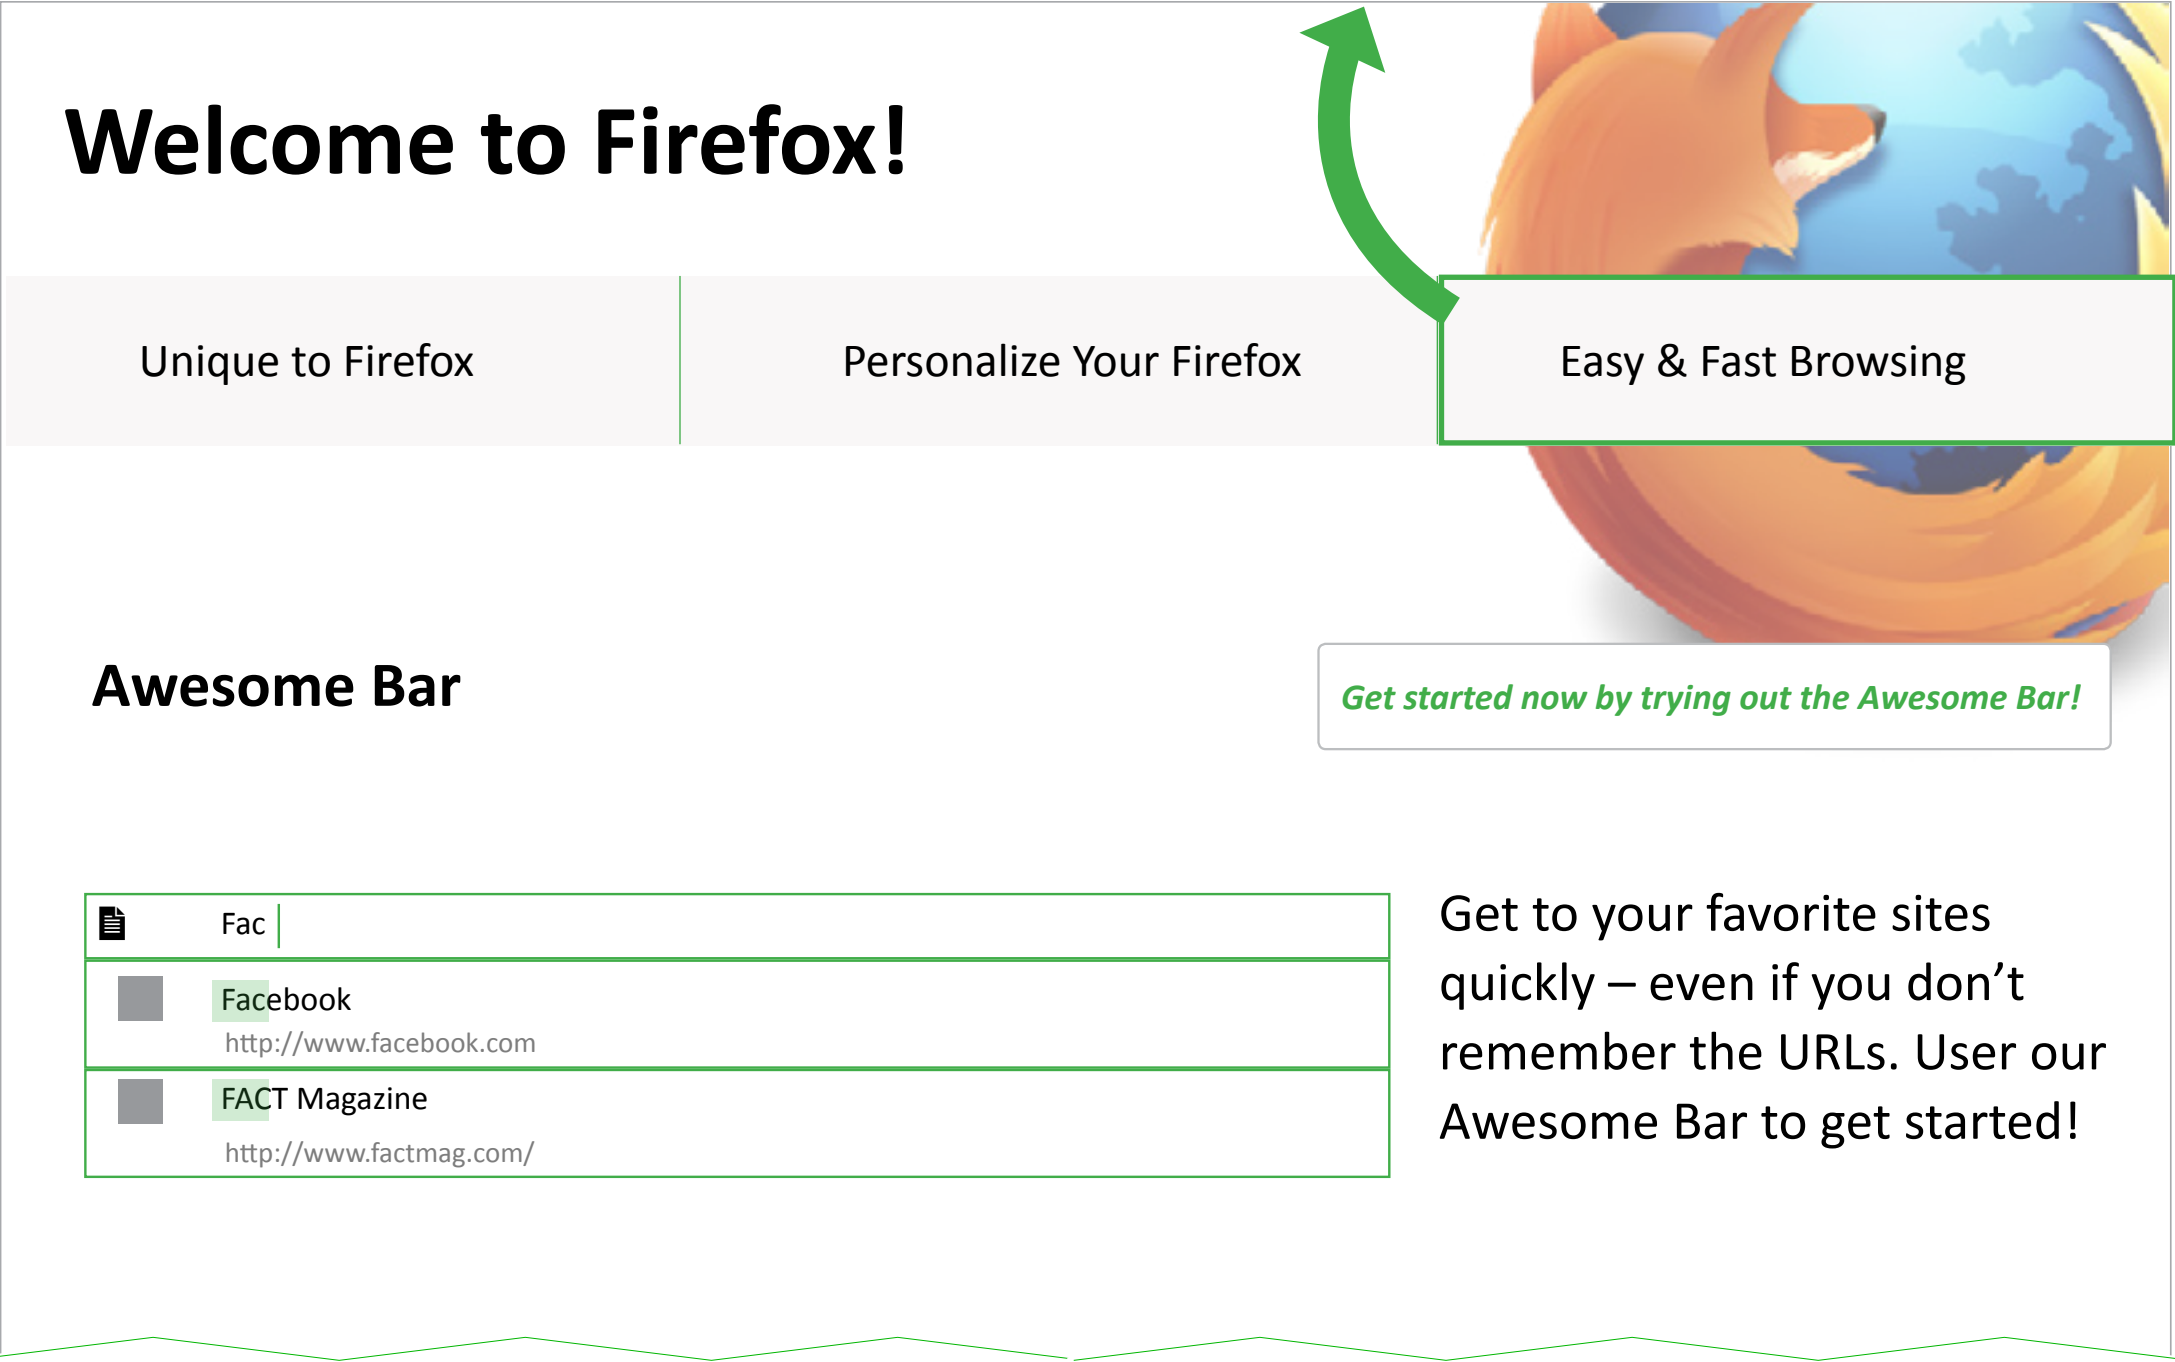 Welcome to Firefox!
Unique to Firefox
Personalize Your Firefox
Easy & Fast Browsing
Awesome Bar
Get started now by trying out the Awesome Bar!
Fac
Facebook
http://www.facebook.com
FACT Magazine
http://www.factmag.com/
Get to your favorite sites
quickly – even if you don’t
remember the URLs. User our
Awesome Bar to get started!